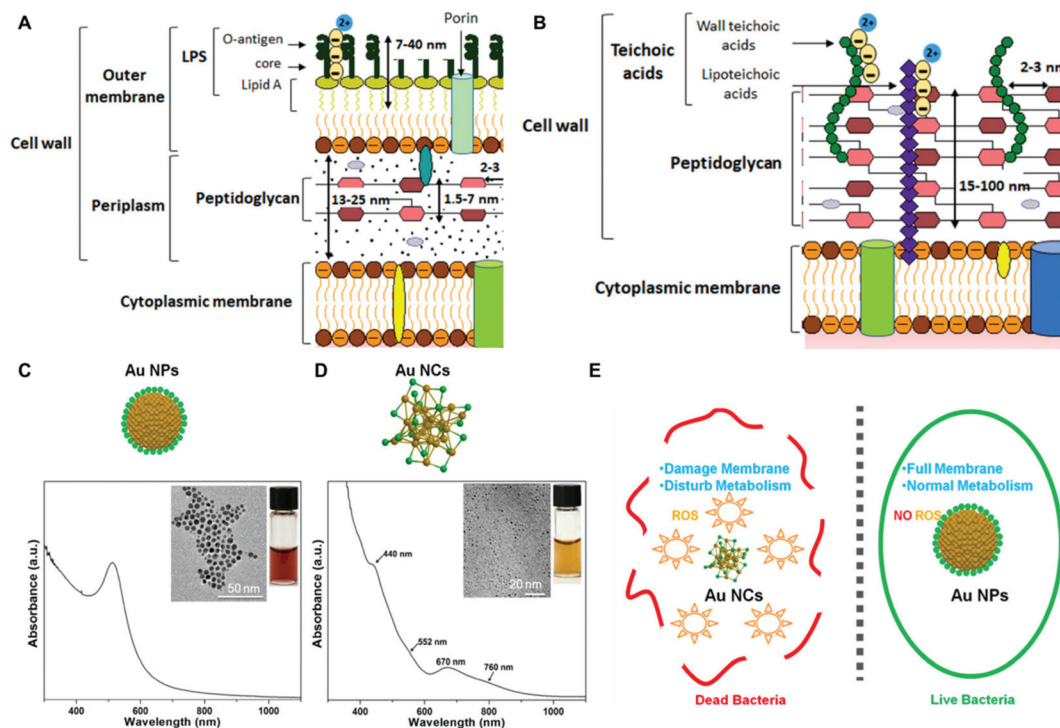 A
Cell wall
Outer
membrane
LPS
O-antigen
core
Lipid A
2+
7-40 nm
Porin
Periplasm
Peptidoglycan
13-25 nm
2-3
1.5-7 nm
Cytoplasmic membrane
B
Cell wall
Teichoic
acids
Wall teichoic
acids
Lipoteichoic
acids
2+
2+
2-3 nm
Peptidoglycan
15-100 nm
Cytoplasmic membrane
C
Au NPs
Absorbance (a.u.)
50 nm
400
600
800
1000
Wavelength (nm)
D
Au NCs
Absorbance (a.u.)
440 nm
552 nm
670 nm
760 nm
20 nm
400
600
800
1000
Wavelength (nm)
E
•Damage Membrane
•Disturb Metabolism
ROS
Au NCs
Dead Bacteria
•Full Membrane
•Normal Metabolism
NO ROS
Au NPs
Live Bacteria